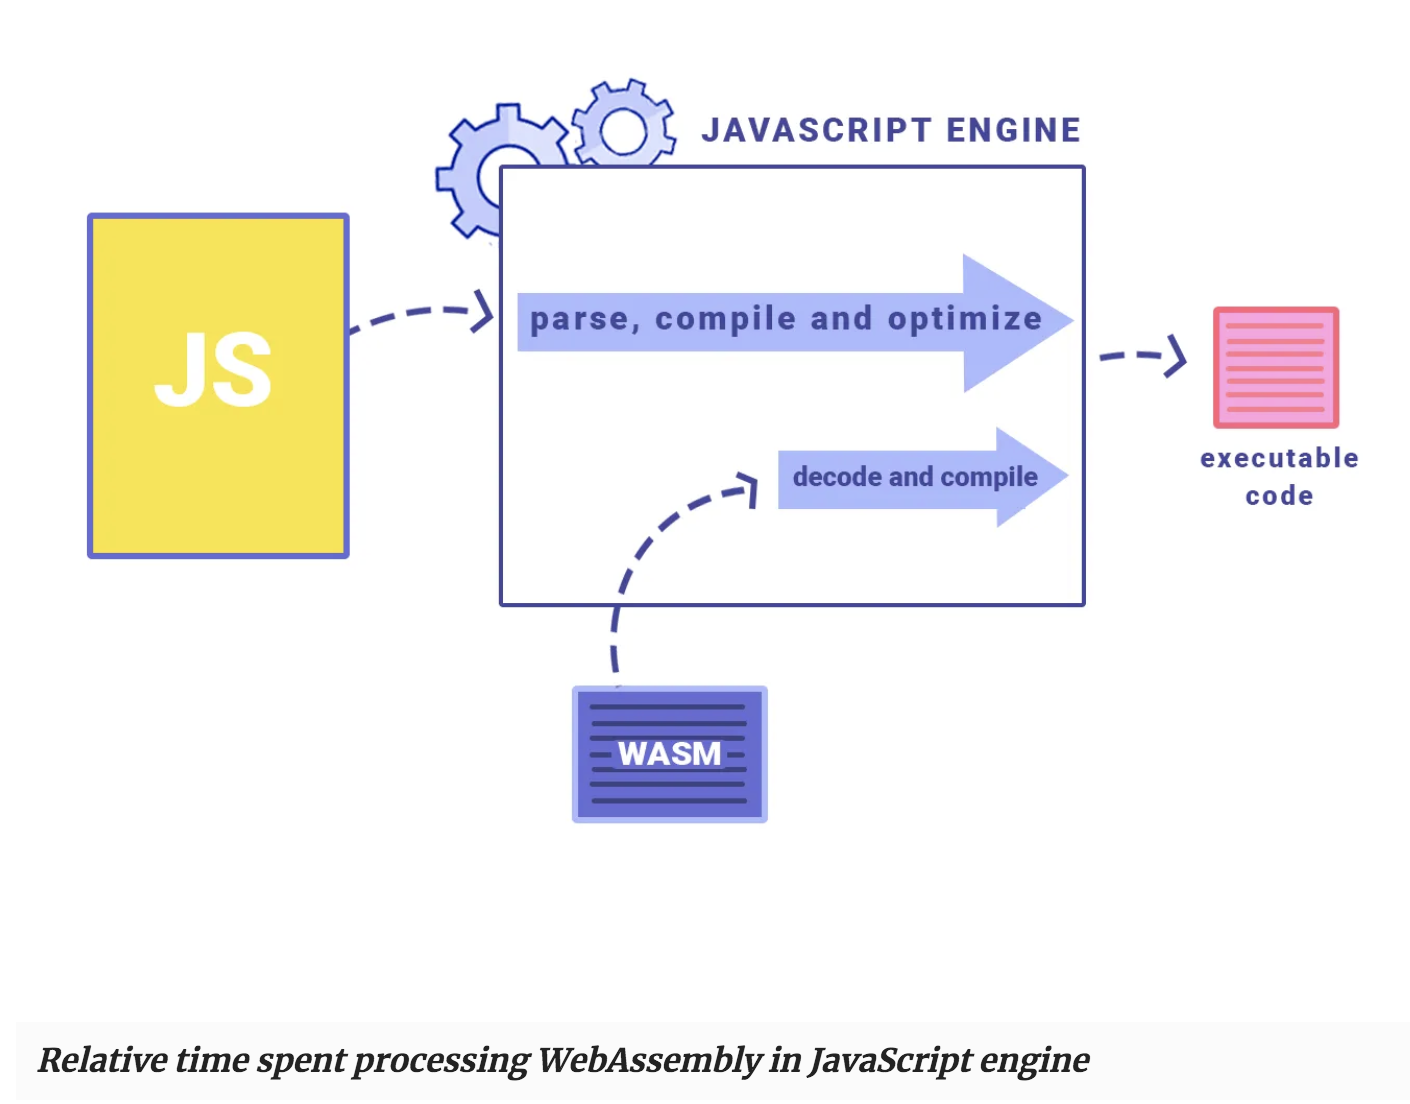 JAVASCRIPT ENGINE
JS
parse, compile and optimize
decode and compile
executable
code
WASM
Relative time spent processing WebAssembly in JavaScript engine